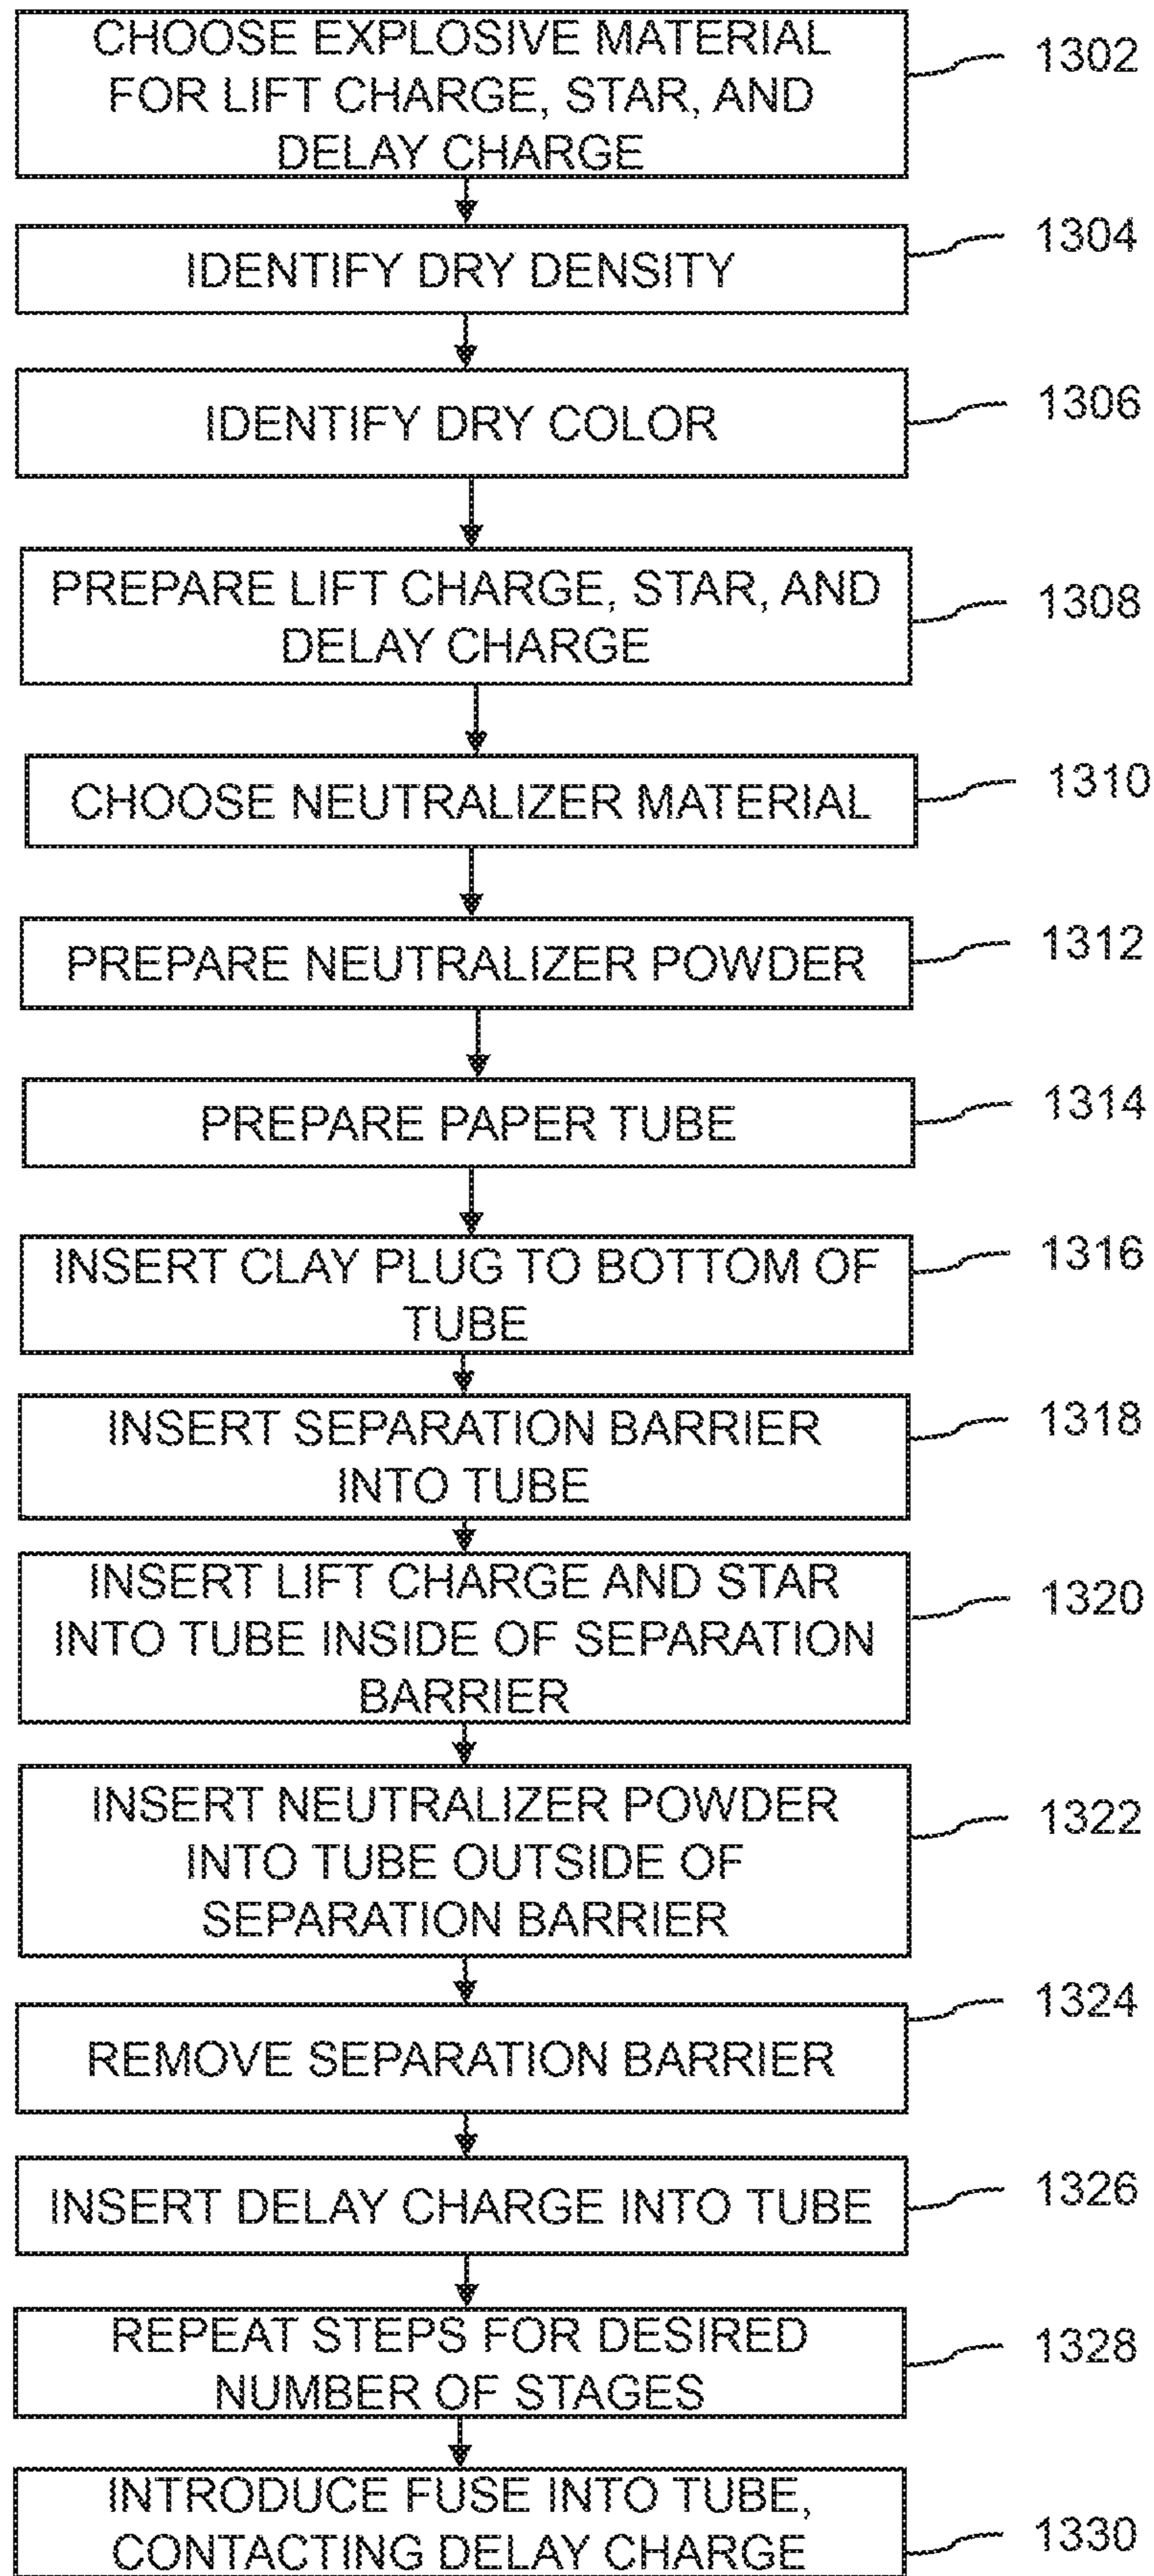 CHOOSE EXPLOSIVE MATERIAL
FOR LIFT CHARGE, STAR, AND
DELAY CHARGE
1302
IDENTIFY DRY DENSITY
1304
IDENTIFY DRY COLOR
1306
PREPARE LIFT CHARGE, STAR, AND
DELAY CHARGE
1308
CHOOSE NEUTRALIZER MATERIAL
1310
PREPARE NEUTRALIZER POWDER
1312
PREPARE PAPER TUBE
1314
INSERT CLAY PLUG TO BOTTOM OF
TUBE
1316
INSERT SEPARATION BARRIER
INTO TUBE
1318
INSERT LIFT CHARGE AND STAR
INTO TUBE INSIDE OF SEPARATION
BARRIER
1320
INSERT NEUTRALIZER POWDER
INTO TUBE OUTSIDE OF
SEPARATION BARRIER
1322
REMOVE SEPARATION BARRIER
1324
INSERT DELAY CHARGE INTO TUBE
1326
REPEAT STEPS FOR DESIRED
NUMBER OF STAGES
1328
INTRODUCE FUSE INTO TUBE,
CONTACTING DELAY CHARGE
1330